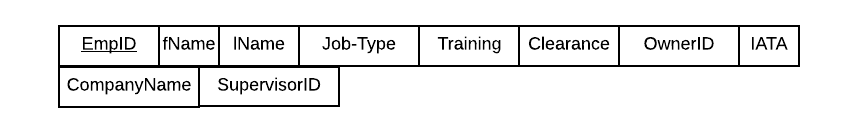 EmpID fName lName Job-Type Training Clearance OwnerID IATA
CompanyName SupervisorID